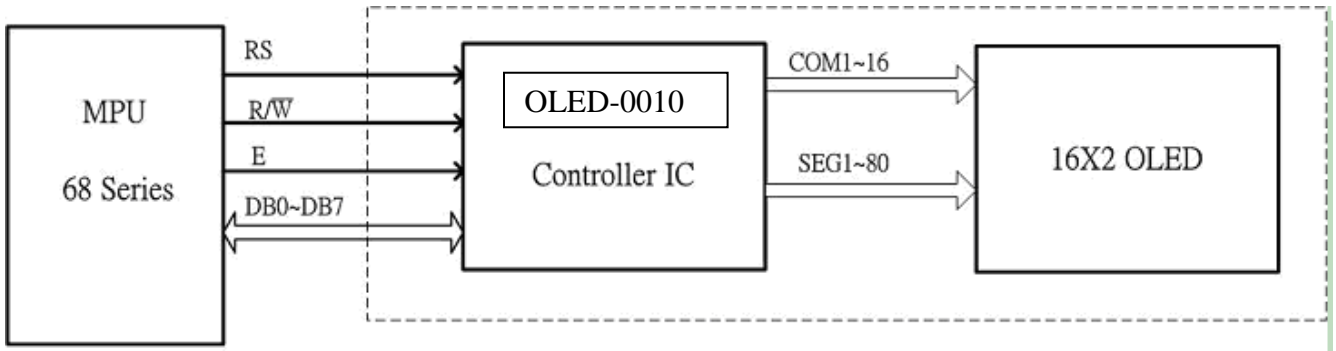 MPU
68 Series
RS
R/W̅
E
DB0~DB7
OLED-0010
Controller IC
COM1~16
SEG1~80
16X2 OLED